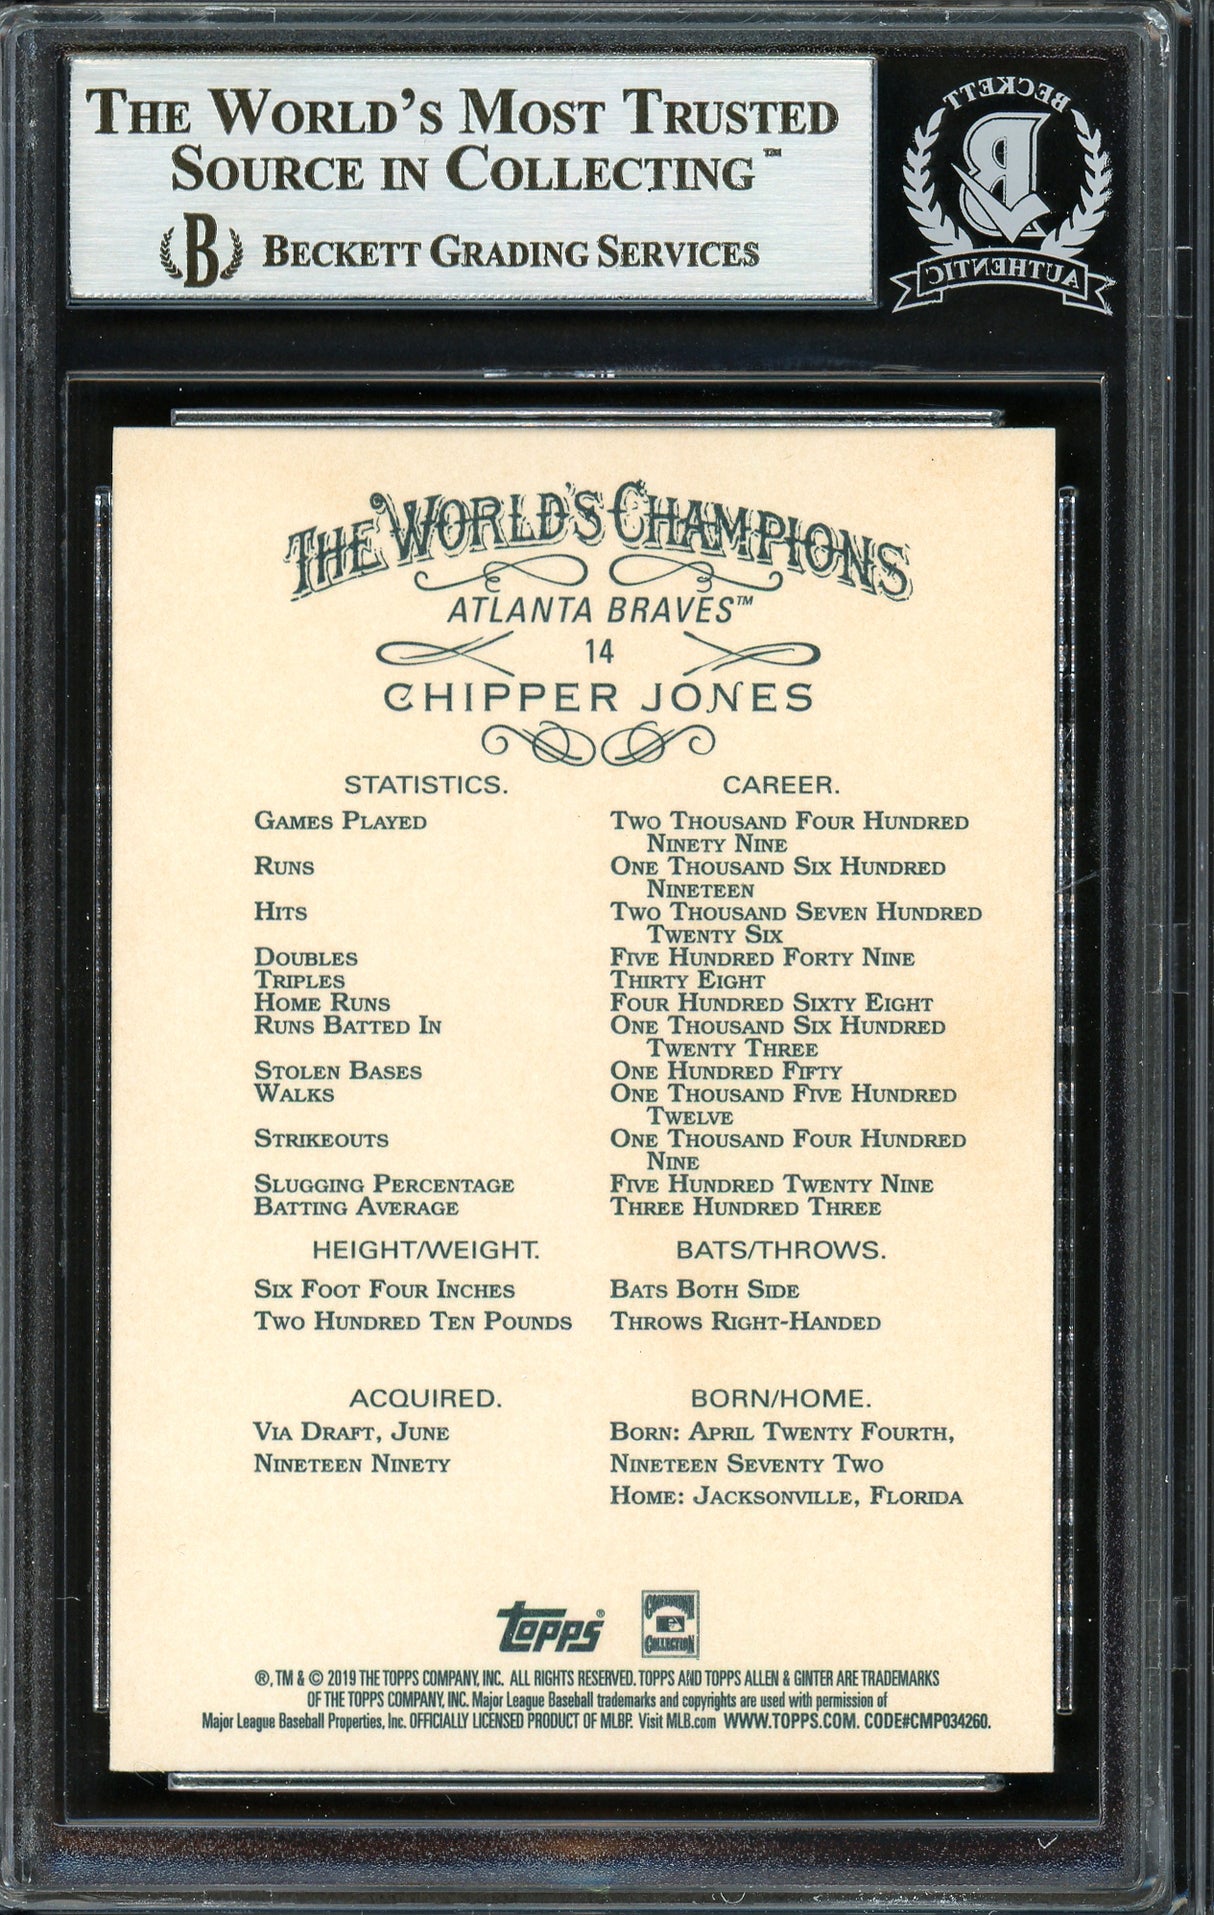 THE WORLD'S MOST TRUSTED
SOURCE IN COLLECTING™
B BECKETT GRADING SERVICES
BECKETT
B
AUTHENTIC
THE WORLD'S CHAMPIONS
ATLANTA BRAVES™
14
CHIPPER JONES
STATISTICS. CAREER.
GAMES PLAYED TWO THOUSAND FOUR HUNDRED
NINETY NINE
RUNS ONE THOUSAND SIX HUNDRED
NINETEEN
HITS TWO THOUSAND SEVEN HUNDRED
TWENTY SIX
DOUBLES FIVE HUNDRED FORTY NINE
TRIPLES THIRTY EIGHT
HOME RUNS FOUR HUNDRED SIXTY EIGHT
RUNS BATTED IN ONE THOUSAND SIX HUNDRED
TWENTY THREE
STOLEN BASES ONE HUNDRED FIFTY
WALKS ONE THOUSAND FIVE HUNDRED
TWELVE
STRIKEOUTS ONE THOUSAND FOUR HUNDRED
NINE
SLUGGING PERCENTAGE FIVE HUNDRED TWENTY NINE
BATTING AVERAGE THREE HUNDRED THREE
HEIGHT/WEIGHT. BATS/THROWS.
SIX FOOT FOUR INCHES BATS BOTH SIDE
TWO HUNDRED TEN POUNDS THROWS RIGHT-HANDED
ACQUIRED. BORN/HOME.
VIA DRAFT, JUNE BORN: APRIL TWENTY FOURTH,
NINETEEN NINETY NINETEEN SEVENTY TWO
HOME: JACKSONVILLE, FLORIDA
topps® COOPERSTOWN
COLLECTION
®, TM & © 2019 THE TOPPS COMPANY, INC. ALL RIGHTS RESERVED. TOPPS AND TOPPS ALLEN & GINTER ARE TRADEMARKS
OF THE TOPPS COMPANY, INC. Major League Baseball trademarks and copyrights are used with permission of
Major League Baseball Properties, Inc. OFFICIALLY LICENSED PRODUCT OF MLBP. Visit MLB.com WWW.TOPPS.COM. CODE#CMP034260.